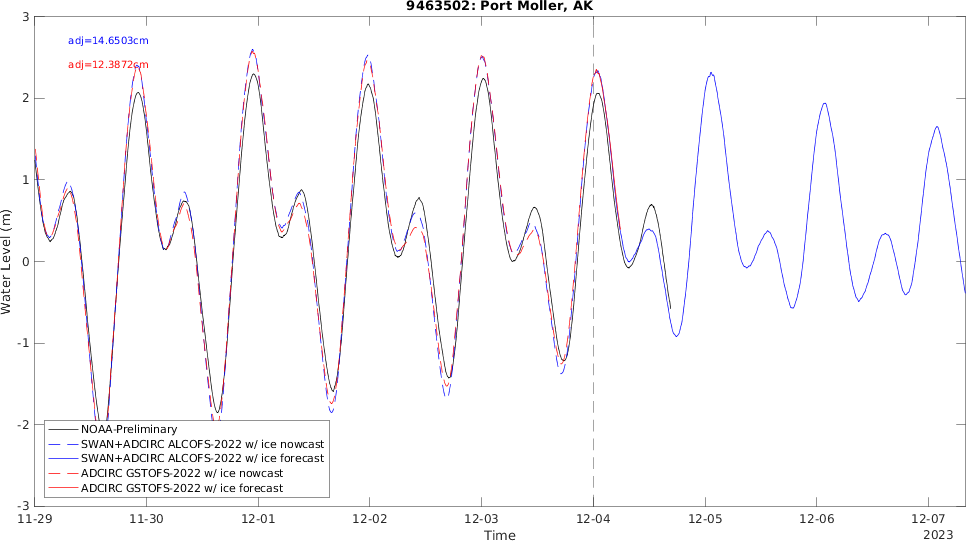 9463502: Port Moller, AK
adj=14.6503cm
adj=12.3872cm
3
2
1
0
-1
-2
-3
Water Level (m)
NOAA-Preliminary
SWAN+ADCIRC ALCOFS-2022 w/ ice nowcast
SWAN+ADCIRC ALCOFS-2022 w/ ice forecast
ADCIRC GSTOFS-2022 w/ ice nowcast
ADCIRC GSTOFS-2022 w/ ice forecast
11-29 11-30 12-01 12-02 12-03 12-04 12-05 12-06 12-07
Time
2023